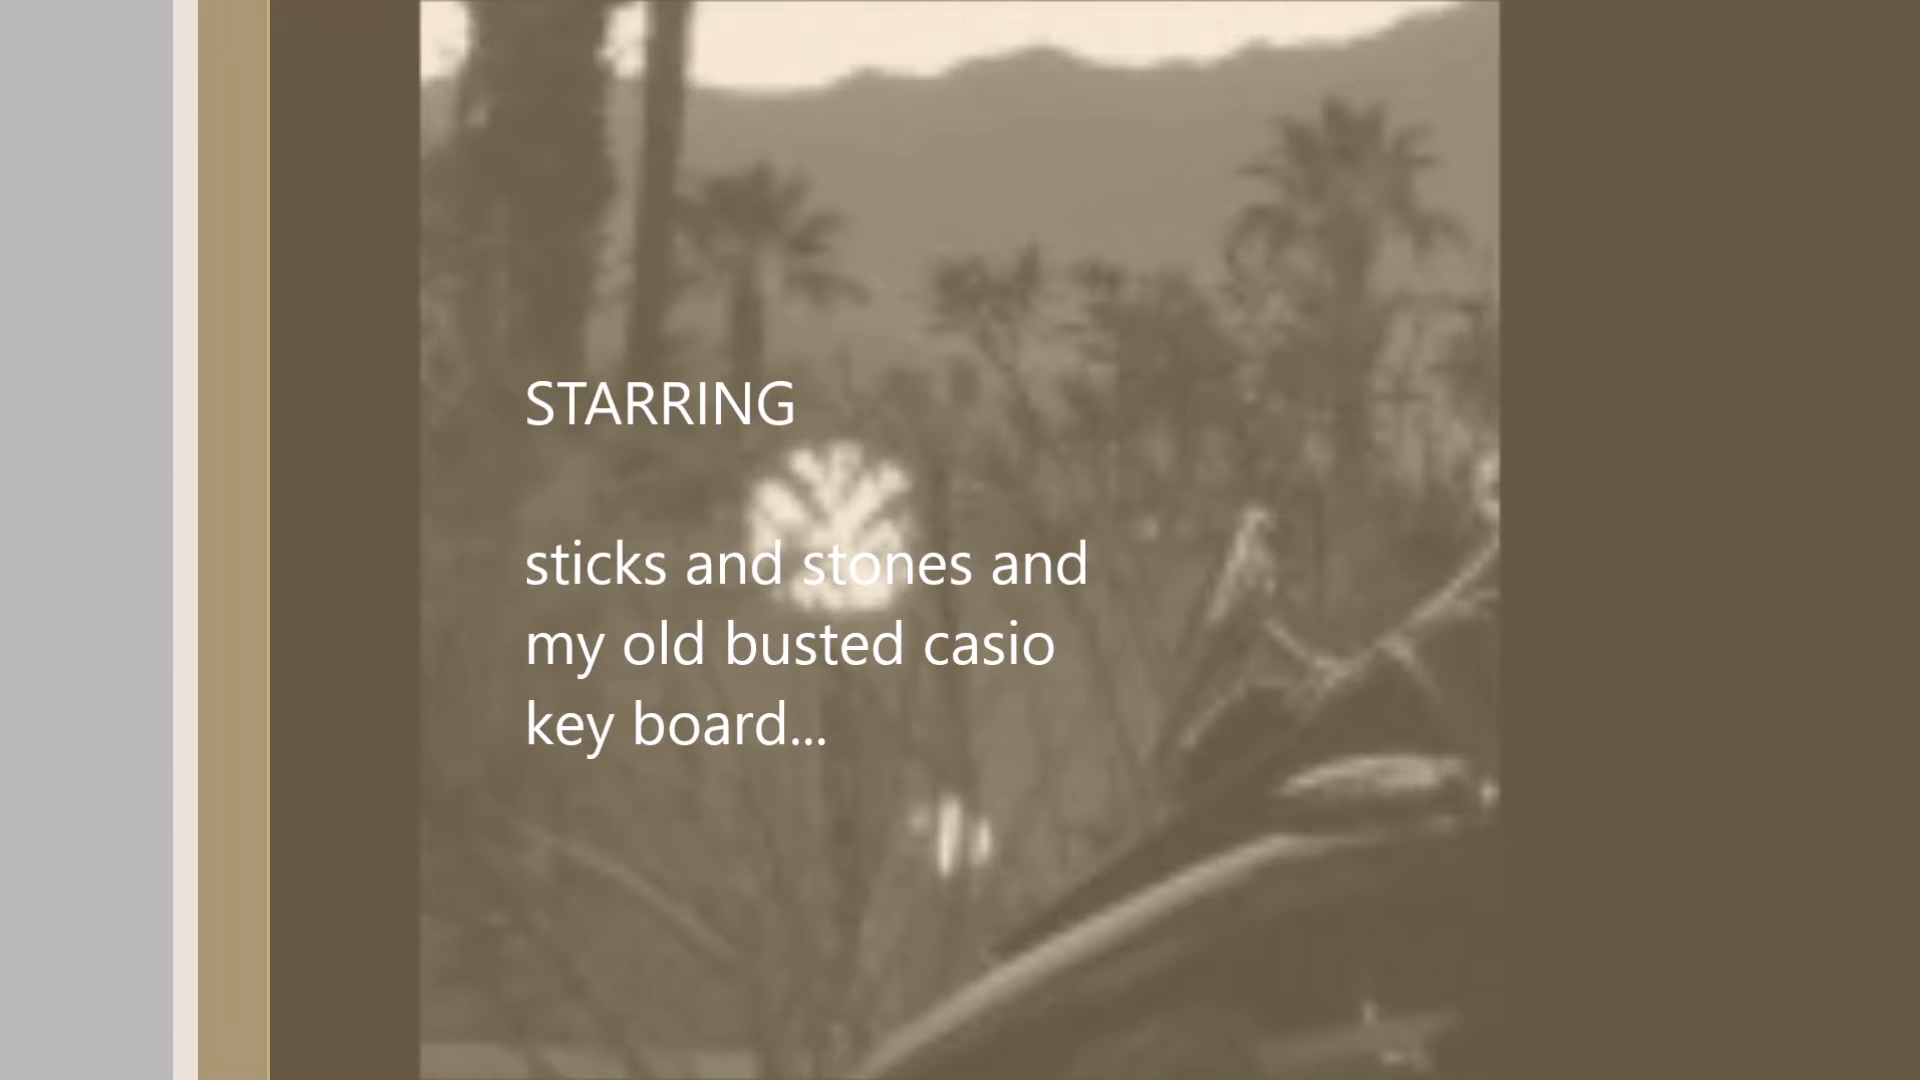 STARRING
sticks and stones and
my old busted casio
key board...